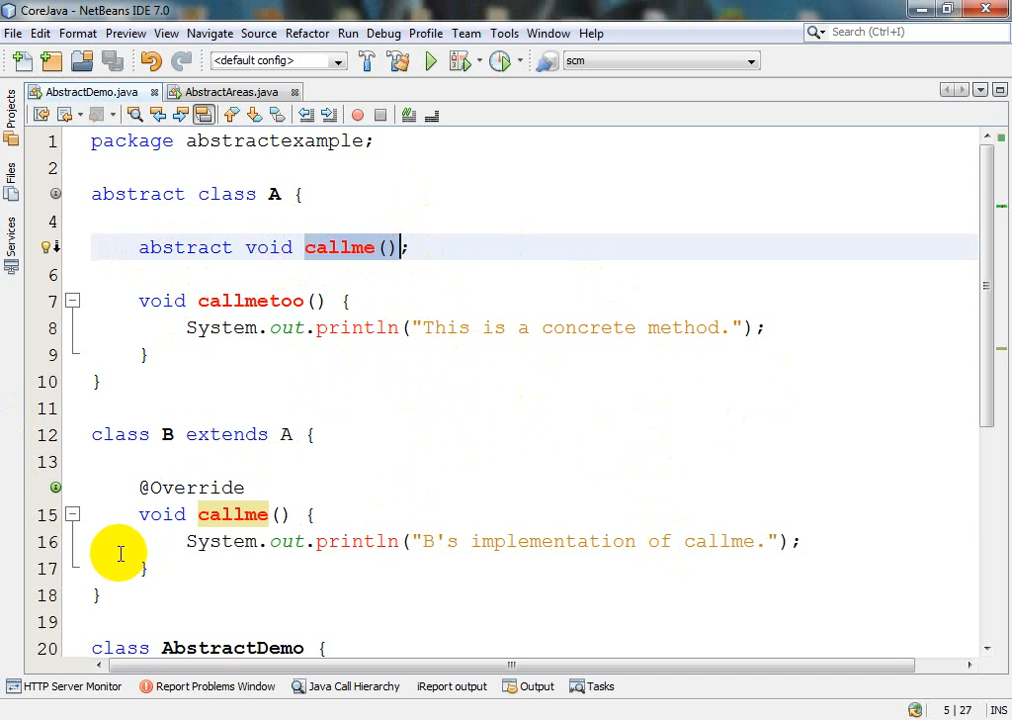 CoreJava - NetBeans IDE 7.0
File Edit Format Preview View Navigate Source Refactor Run Debug Profile Team Tools Window Help
Search (Ctrl+I)
<default config>
scm
AbstractDemo.java
AbstractAreas.java
Projects
Files
Services
1 package abstractexample;
2
3 abstract class A {
4
abstract void callme();
6
7 void callmetoo() {
8 System.out.println("This is a concrete method.");
9 }
10 }
11
12 class B extends A {
13
@Override
15 void callme() {
16 System.out.println("B's implementation of callme.");
17 }
18 }
19
20 class AbstractDemo {
HTTP Server Monitor
Report Problems Window
Java Call Hierarchy
iReport output
Output
Tasks
5 | 27 INS